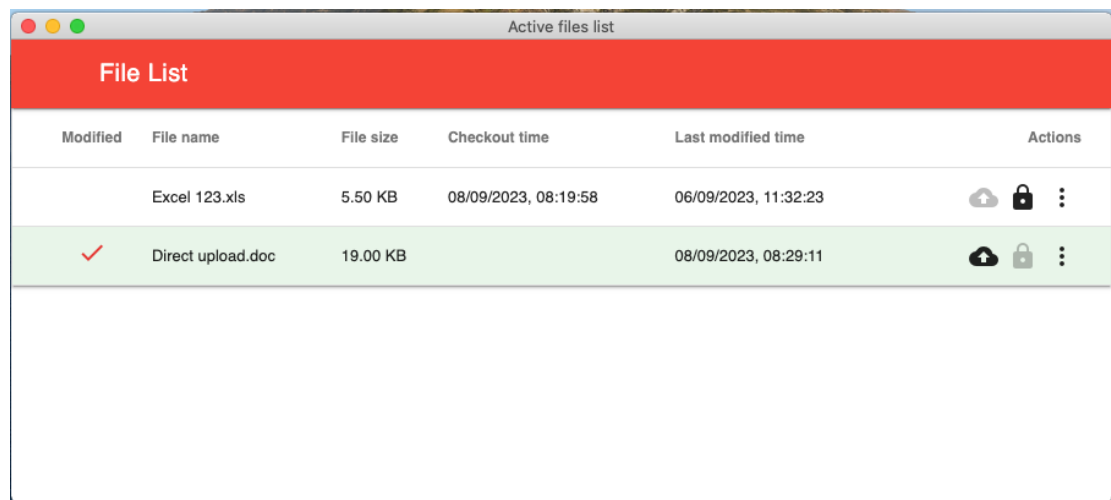 Active files list
File List
Modified File name File size Checkout time Last modified time Actions
Excel 123.xls 5.50 KB 08/09/2023, 08:19:58 06/09/2023, 11:32:23
Direct upload.doc 19.00 KB 08/09/2023, 08:29:11